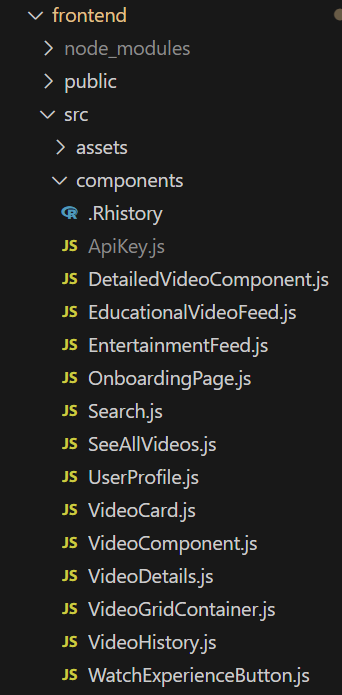 frontend
node_modules
public
src
assets
components
.Rhistory
JS ApiKey.js
JS DetailedVideoComponent.js
JS EducationalVideoFeed.js
JS EntertainmentFeed.js
JS OnboardingPage.js
JS Search.js
JS SeeAllVideos.js
JS UserProfile.js
JS VideoCard.js
JS VideoComponent.js
JS VideoDetails.js
JS VideoGridContainer.js
JS VideoHistory.js
JS WatchExperienceButton.js